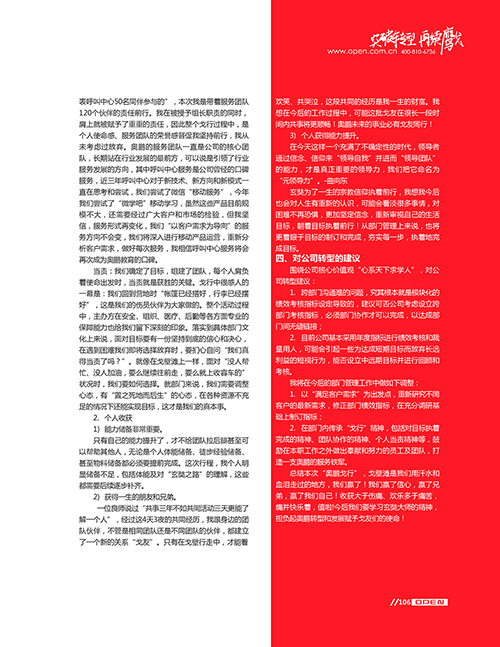 突破年转型 再续鹰戈
www.open.com.cn 400-810-6736
表呼叫中心50名同伴参与的”，本次我是带着服务团队
120个伙伴的责任前行。我在被授予组长职责的同时，
肩上就被赋予了重重的责任，因此整个戈行过程中，是
个人使命感、服务团队的荣誉感督促我坚持前行，我从
未考虑过放弃。奥鹏的服务团队一直是公司的核心团
队，长期站在行业发展的最前方，可以说是引领了行业
服务发展的方向，其中呼叫中心服务是公司曾经的口碑
服务，近三年呼叫中心对于新技术、新方向和新模式一
直在思考和尝试，我们尝试了微信“移动服务”，今年
我们尝试了“微学吧”移动学习，虽然这些产品目前规
模不大，还需要经过广大客户和市场的检验，但我坚
信，服务形式再变化，我们“以客户需求为导向”的服
务方向不会变，我们将深入进行移动产品运营，重新分
析客户需求，做好每次服务，我相信呼叫中心服务将会
再次成为奥鹏教育的口碑。
当责：我们确定了目标，组建了团队，每个人肩负
着使命出发时，当责就是获胜的关键。戈行中很感人的
一幕是：我们回到营地时“帐篷已经搭好，行李已经摆
好”，这是我们的伤员伙伴为大家做的。整个活动过程
中，主办方在安全、组织、医疗、后勤等各方面专业的
保障能力也给我们留下深刻的印象。落实到具体部门文
化上来说，面对目标要有一份坚持到底的信心和决心，
在遇到困难我们即将选择放弃时，要扪心自问“我们真
得当责了吗？”。就像在戈壁滩上一样，面对“没人帮
忙、没人加油，要么继续往前走，要么就上收容车的”
状况时，我们要如何选择。就部门来说，我们需要调整
心态，有“置之死地而后生”的心态，在各种资源不充
足的情况下还能实现目标，这才是我们的真本事。
2. 个人收获
1) 能力储备非常重要。
只有自己的能力提升了，才不给团队拉后腿甚至可
以帮助其他人，无论是个人体能储备、徒步经验储备、
甚至物料储备都必须要提前完成。这次行程，我个人明
显储备不足，包括体能及对“玄奘之路”的理解，这些
都需要后续逐步补齐。
2) 获得一生的朋友和兄弟。
一位良师说过“共事三年不如共同活动三天更能了
解一个人”，经过这4天3夜的共同经历，我跟身边的团
队伙伴，不管是相同团队还是不同团队的伙伴，都建立
了一个新的关系“戈友”。只有在戈壁行走中，才能看
欢笑、共哭泣，这段共同的经历是我一生的财富。我
想在今后的工作过程中，可能这批戈友在很长一段时
间内共事将更顺畅！奥鹏未来的事业必有戈友同行！
3) 个人获得能力提升。
在今天这样一个充满了不确定性的时代，领导者
通过信念、信仰来“领导自我”并进而“领导团队”
的能力，才是真正重要的领导力，我们把它命名为
“元领导力”。-曲向东
玄奘为了一生的宗教信仰执着前行，我想我今后
也会对人生有重新的认识，可能会看淡很多事情，对
困难不再恐惧，更加坚定信念，重新审视自己的生活
目标，朝着目标执着前行！从部门管理上来说，也将
更着眼于目标的制订和完成，夯实每一步，执着地完
成目标。
四、对公司转型的建议
围绕公司核心价值观“心系天下求学人”，对公
司转型建议：
1. 跨部门沟通难的问题，究其根本就是模块化的
绩效考核指标设定导致的，建议可否公司考虑设立跨
部门考核指标，必须部门协作才可以完成，以达成部
门间无缝链接；
2. 目前公司基本采用年度指标进行绩效考核和裁
量用人，可能会引起一些为达成短期目标而放弃长远
利益的短视行为，能否设立中远期目标并进行回顾和
考核。
我将在今后的部门管理工作中做如下调整：
1. 以“满足客户需求”为出发点，重新研究不同
客户的最新需求，修正部门绩效指标，在充分调研基
础上制订指标；
2. 在部门内传承“戈行”精神，包括对目标执着
完成的精神、团队协作的精神、个人当责精神等，鼓
励在本职工作之外做出奉献和努力的员工及团队，打
造一支奥鹏的服务铁军。
总结本次“奥鹏戈行”，戈壁滩是我们用汗水和
血泪走过的地方，我们赢了！我们赢了信心，赢了兄
弟，赢了我们自己！收获大于伤痛、欢乐多于痛苦，
痛并快乐着，值啦!今后我们要学习玄奘大师的精神，
担负起奥鹏转型和发展赋予戈友们的使命！
//106 OPEN